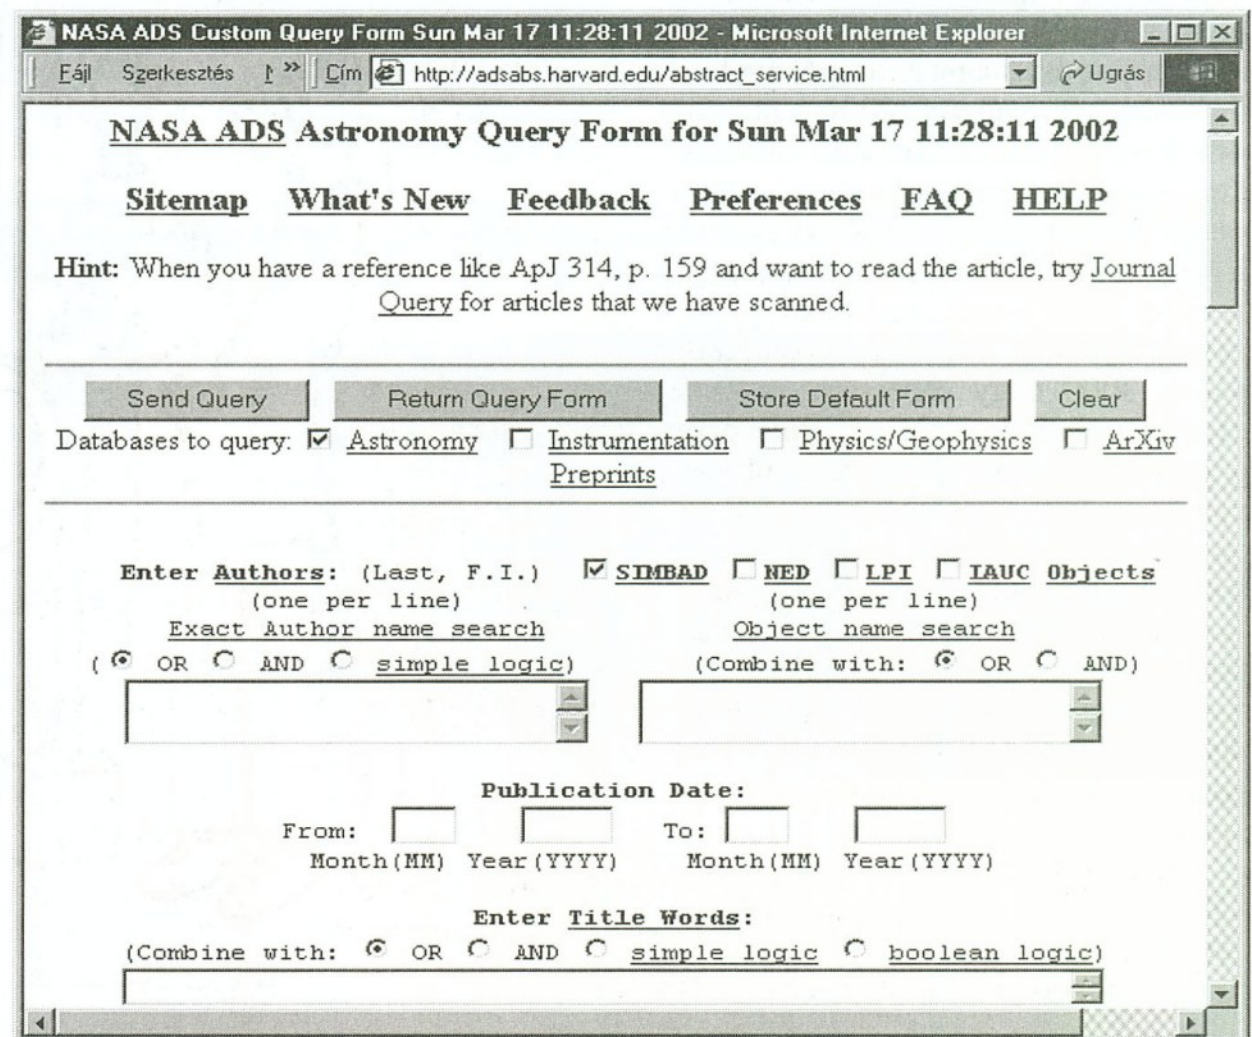 NASA ADS Custom Query Form Sun Mar 17 11:28:11 2002 - Microsoft Internet Explorer
Fájl Szerkesztés » Cím http://adsabs.harvard.edu/abstract_service.html Ugrás
NASA ADS Astronomy Query Form for Sun Mar 17 11:28:11 2002
Sitemap What's New Feedback Preferences FAQ HELP
Hint: When you have a reference like ApJ 314, p. 159 and want to read the article, try Journal
Query for articles that we have scanned.
Send Query Return Query Form Store Default Form Clear
Databases to query: Astronomy Instrumentation Physics/Geophysics ArXiv
Preprints
Enter Authors: (Last, F.I.) SIMBAD NED LPI IAUC Objects
(one per line) (one per line)
Exact Author name search Object name search
( OR AND simple logic) (Combine with: OR AND)
Publication Date:
From: To:
Month(MM) Year(YYYY) Month(MM) Year(YYYY)
Enter Title Words:
(Combine with: OR AND simple logic boolean logic)